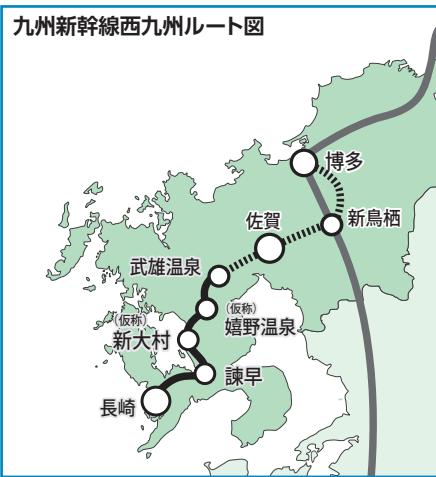 九州新幹線西九州ルート図
博多
新鳥栖
佐賀
武雄温泉
(仮称)
嬉野温泉
(仮称)
新大村
諫早
長崎